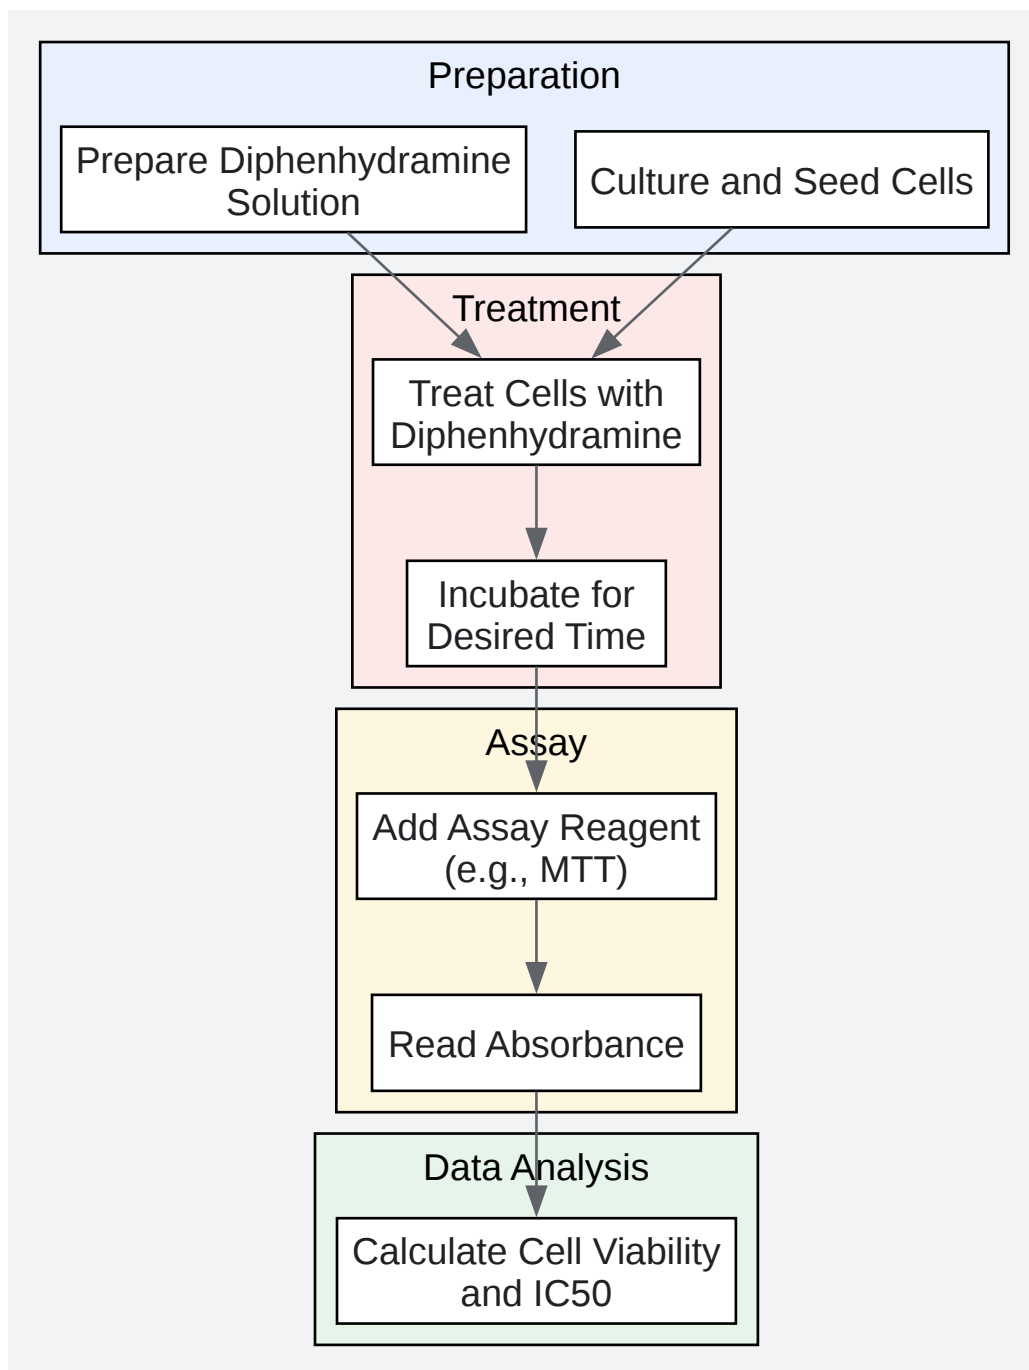 Preparation
Prepare Diphenhydramine
Solution
Culture and Seed Cells
Treatment
Treat Cells with
Diphenhydramine
Incubate for
Desired Time
Assay
Add Assay Reagent
(e.g., MTT)
Read Absorbance
Data Analysis
Calculate Cell Viability
and IC50